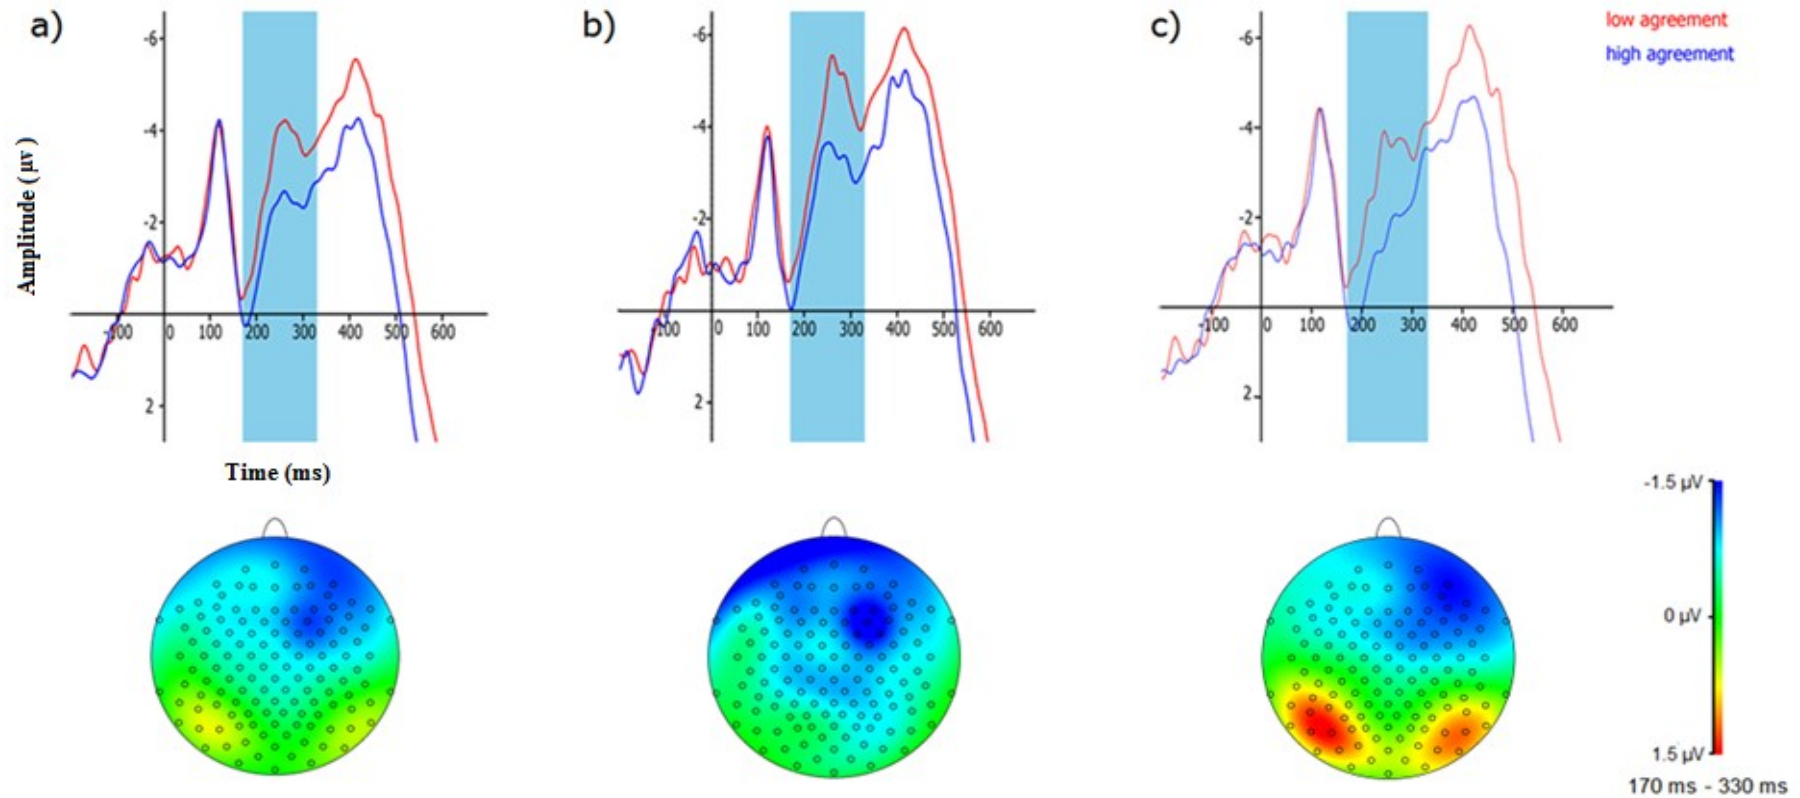 a)
b)
c)
low agreement
high agreement
-6
-4
-2
2
-100 0 100 200 300 400 500 600
Amplitude ( µv )
Time (ms)
-6
-4
-2
2
-100 0 100 200 300 400 500 600
-6
-4
-2
2
-100 0 100 200 300 400 500 600
-1.5 µV
0 µV
1.5 µV
170 ms - 330 ms